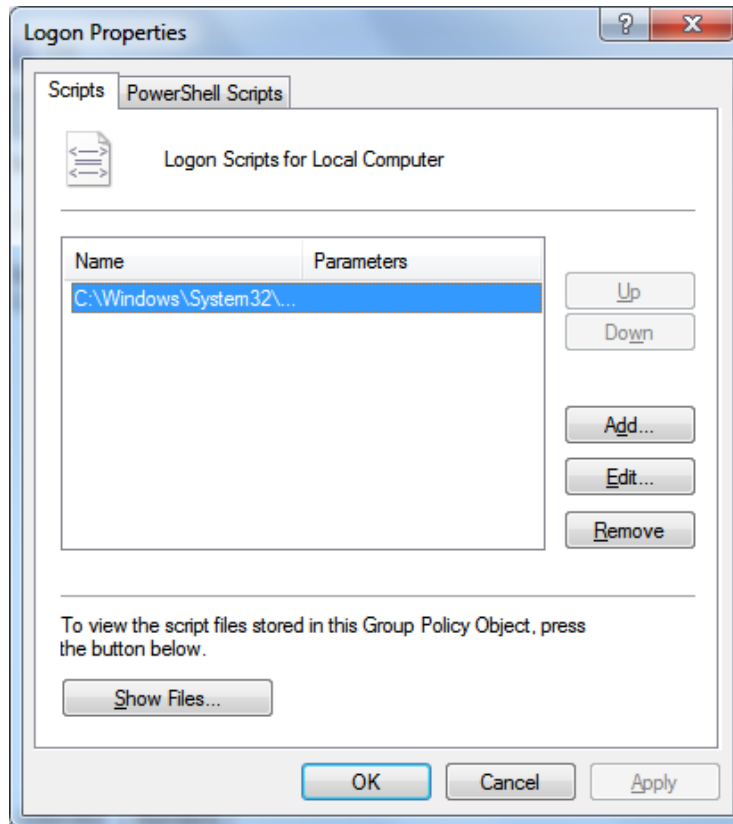 Logon Properties
?
X
Scripts
PowerShell Scripts
Logon Scripts for Local Computer
Name Parameters
C:\Windows\System32\...
Up
Down
Add...
Edit...
Remove
To view the script files stored in this Group Policy Object, press
the button below.
Show Files...
OK Cancel Apply